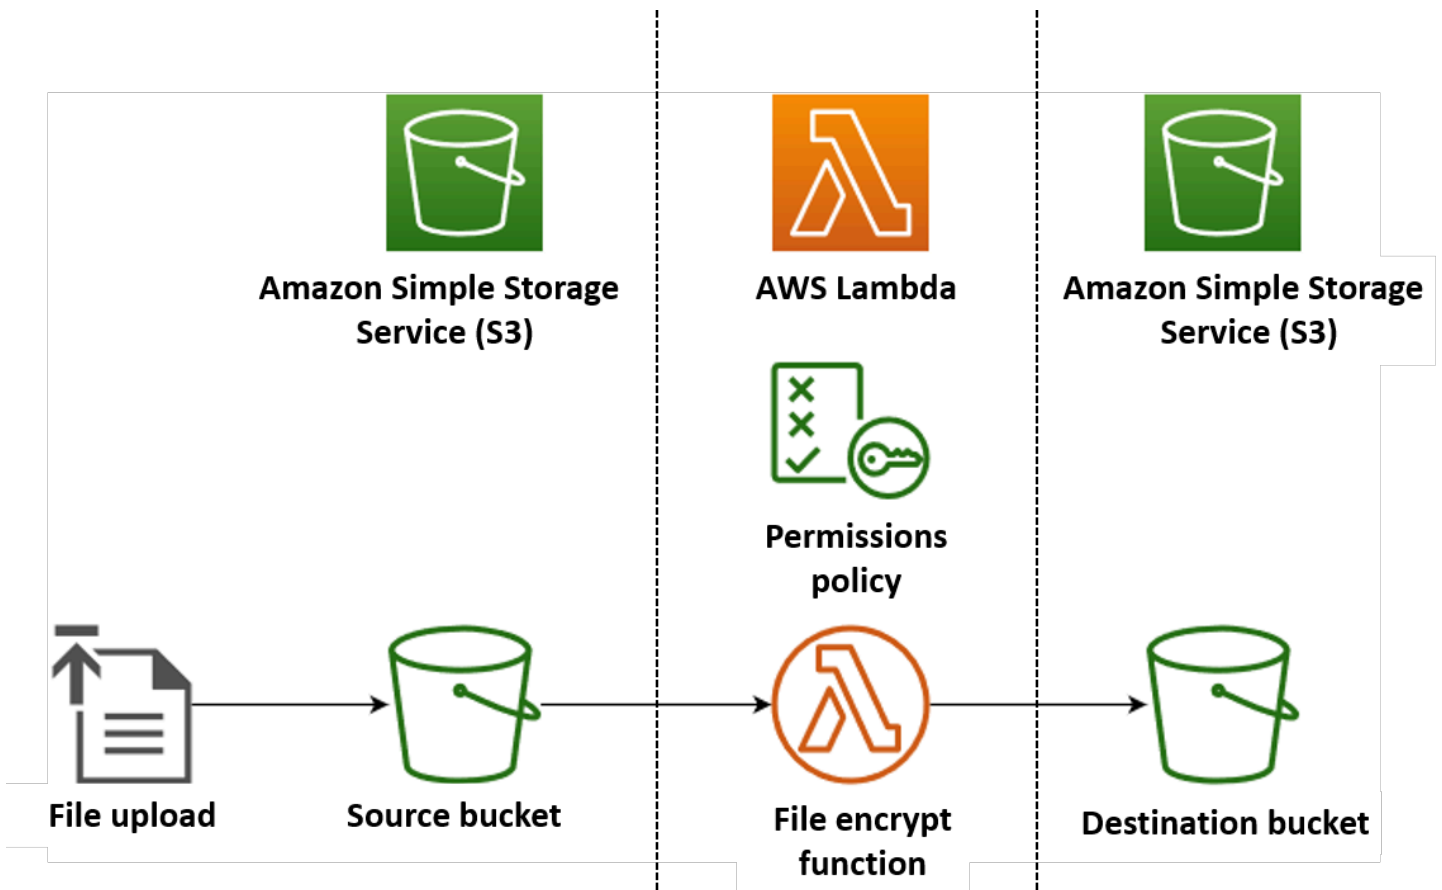 Amazon Simple Storage
Service (S3)
AWS Lambda
Amazon Simple Storage
Service (S3)
Permissions
policy
File upload
Source bucket
File encrypt
function
Destination bucket